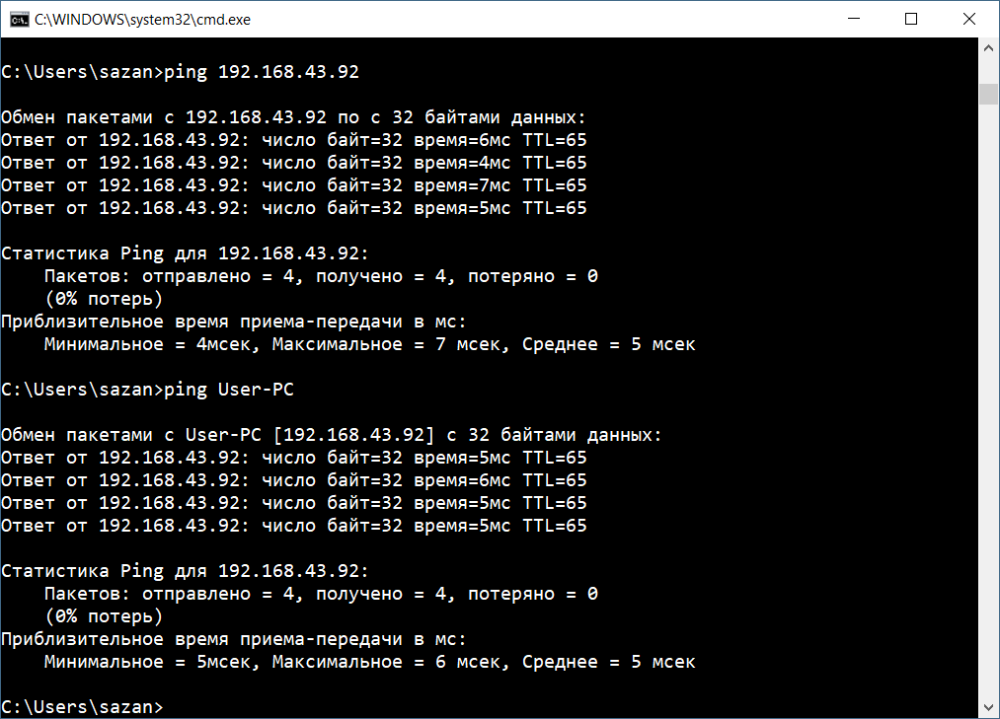 C:\WINDOWS\system32\cmd.exe
C:\Users\sazan>ping 192.168.43.92
Обмен пакетами с 192.168.43.92 по с 32 байтами данных:
Ответ от 192.168.43.92: число байт=32 время=6мс TTL=65
Ответ от 192.168.43.92: число байт=32 время=4мс TTL=65
Ответ от 192.168.43.92: число байт=32 время=7мс TTL=65
Ответ от 192.168.43.92: число байт=32 время=5мс TTL=65
Статистика Ping для 192.168.43.92:
    Пакетов: отправлено = 4, получено = 4, потеряно = 0
    (0% потерь)
Приблизительное время приема-передачи в мс:
    Минимальное = 4мсек, Максимальное = 7 мсек, Среднее = 5 мсек
C:\Users\sazan>ping User-PC
Обмен пакетами с User-PC [192.168.43.92] с 32 байтами данных:
Ответ от 192.168.43.92: число байт=32 время=5мс TTL=65
Ответ от 192.168.43.92: число байт=32 время=6мс TTL=65
Ответ от 192.168.43.92: число байт=32 время=5мс TTL=65
Ответ от 192.168.43.92: число байт=32 время=5мс TTL=65
Статистика Ping для 192.168.43.92:
    Пакетов: отправлено = 4, получено = 4, потеряно = 0
    (0% потерь)
Приблизительное время приема-передачи в мс:
    Минимальное = 5мсек, Максимальное = 6 мсек, Среднее = 5 мсек
C:\Users\sazan>